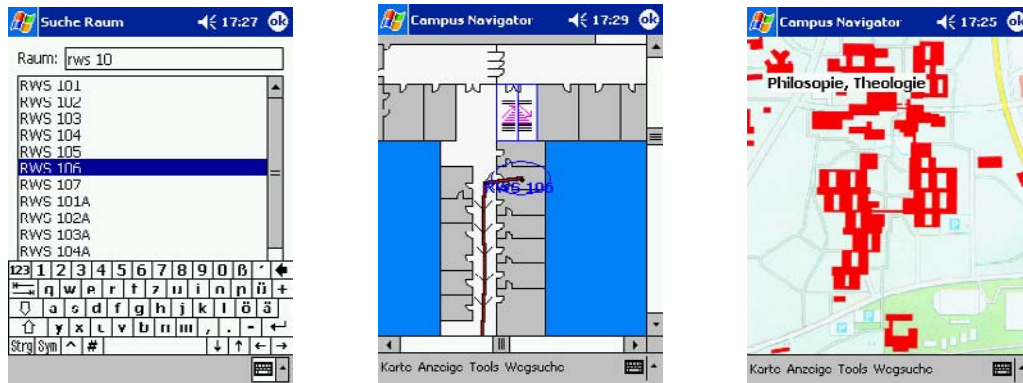 Suche Raum 17:27 ok
Raum: rws 10
RWS 101
RWS 102
RWS 103
RWS 104
RWS 105
RWS 106
RWS 107
RWS 101A
RWS 102A
RWS 103A
RWS 104A
123 1 2 3 4 5 6 7 8 9 0 ß ´
q w e r t z u i o p ü +
a s d f g h j k l ö ä
y x c v b n m , . -
Strg Sym ^ #
Campus Navigator 17:29 ok
RWS 106
Karte Anzeige Tools Wegsuche
Campus Navigator 17:25 ok
Philosopie, Theologie
P
P
P
Karte Anzeige Tools Wegsuche